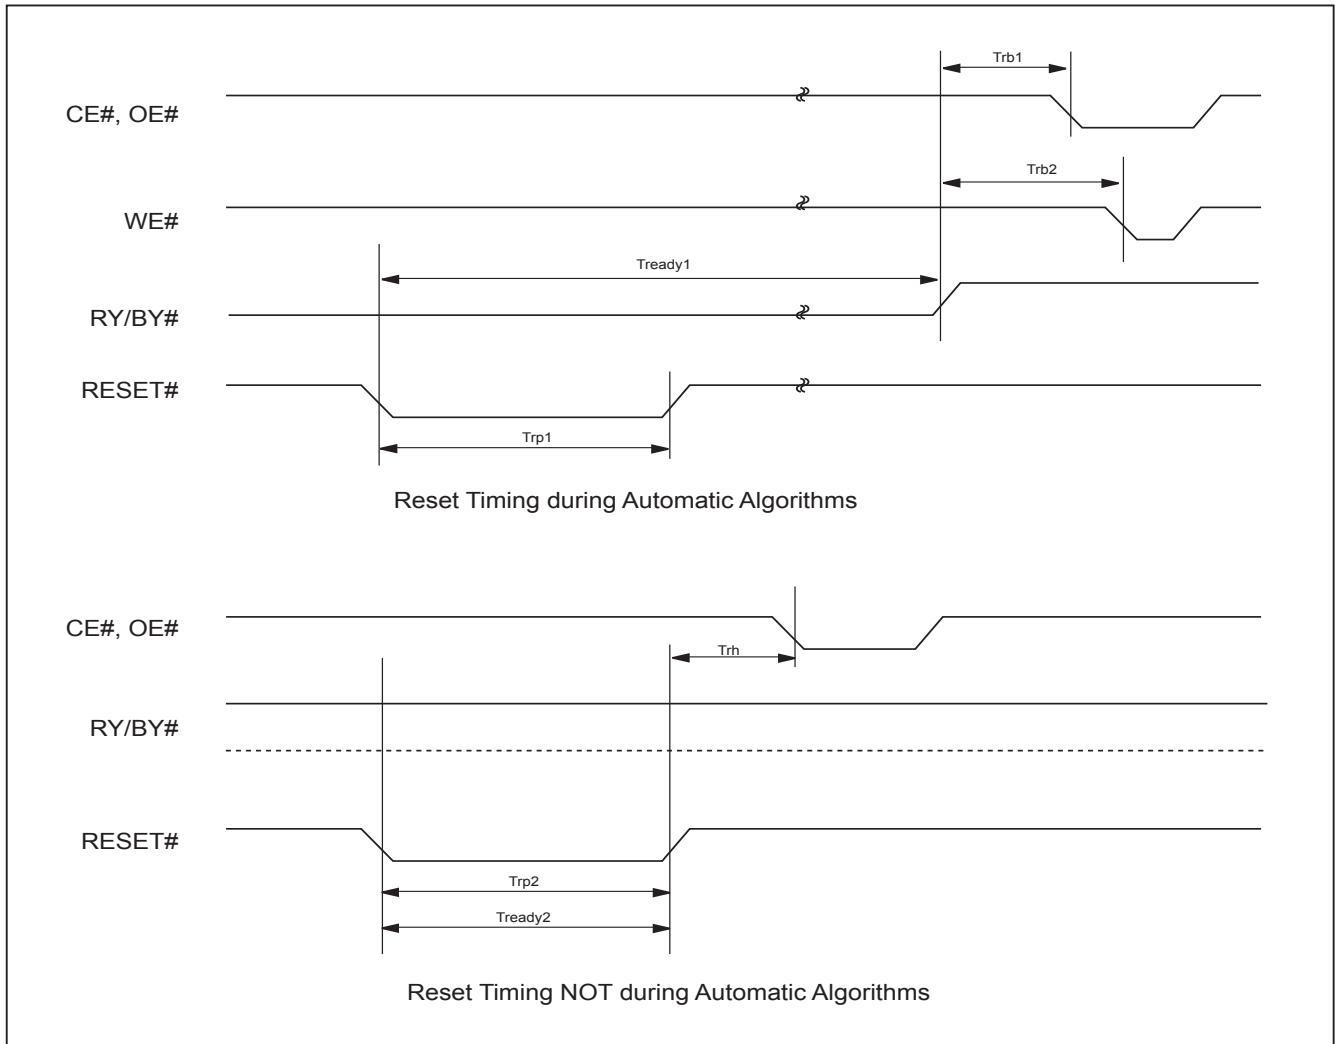 Trb1
CE#, OE#
Trb2
WE#
Tready1
RY/BY#
RESET#
Trp1
Reset Timing during Automatic Algorithms
CE#, OE#
Trh
RY/BY#
RESET#
Trp2
Tready2
Reset Timing NOT during Automatic Algorithms